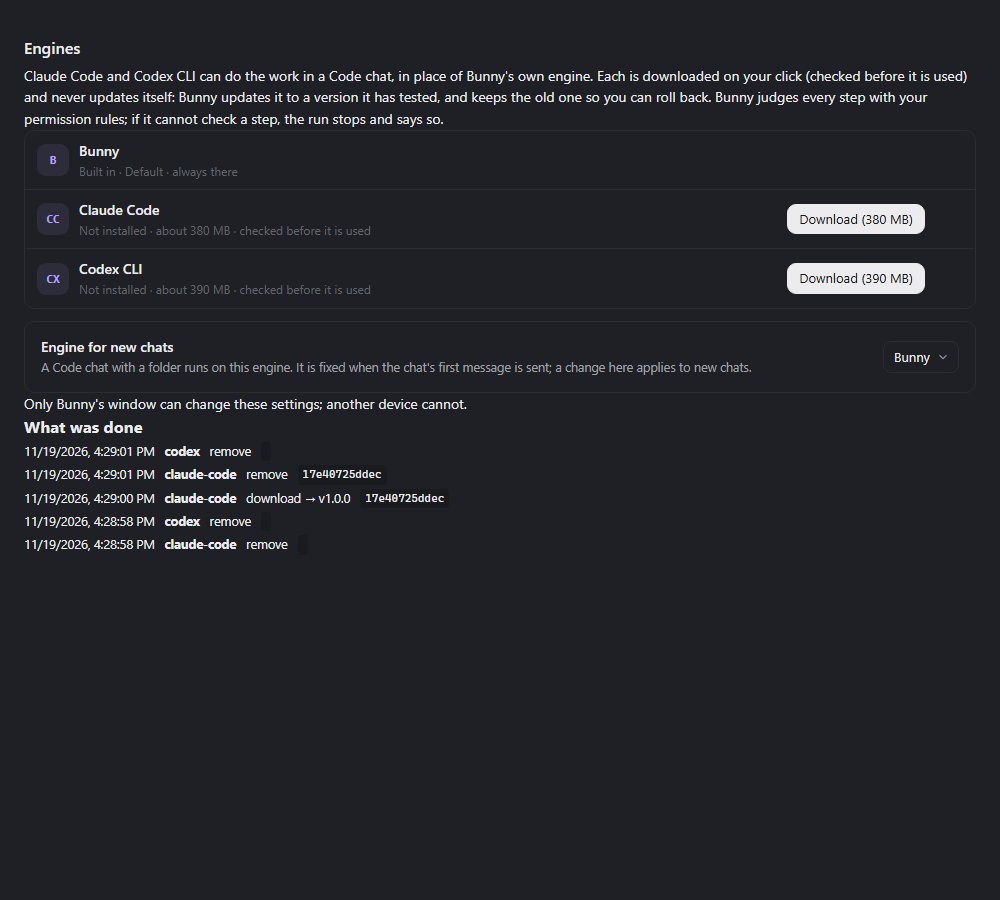 Engines
Claude Code and Codex CLI can do the work in a Code chat, in place of Bunny's own engine. Each is downloaded on your click (checked before it is used)
and never updates itself: Bunny updates it to a version it has tested, and keeps the old one so you can roll back. Bunny judges every step with your
permission rules; if it cannot check a step, the run stops and says so.
B
Bunny
Built in · Default · always there
CC
Claude Code
Not installed · about 380 MB · checked before it is used
Download (380 MB)
CX
Codex CLI
Not installed · about 390 MB · checked before it is used
Download (390 MB)
Engine for new chats
A Code chat with a folder runs on this engine. It is fixed when the chat's first message is sent; a change here applies to new chats.
Bunny
Only Bunny's window can change these settings; another device cannot.
What was done
11/19/2026, 4:29:01 PM codex remove
11/19/2026, 4:29:01 PM claude-code remove 17e40725ddec
11/19/2026, 4:29:00 PM claude-code download → v1.0.0 17e40725ddec
11/19/2026, 4:28:58 PM codex remove
11/19/2026, 4:28:58 PM claude-code remove